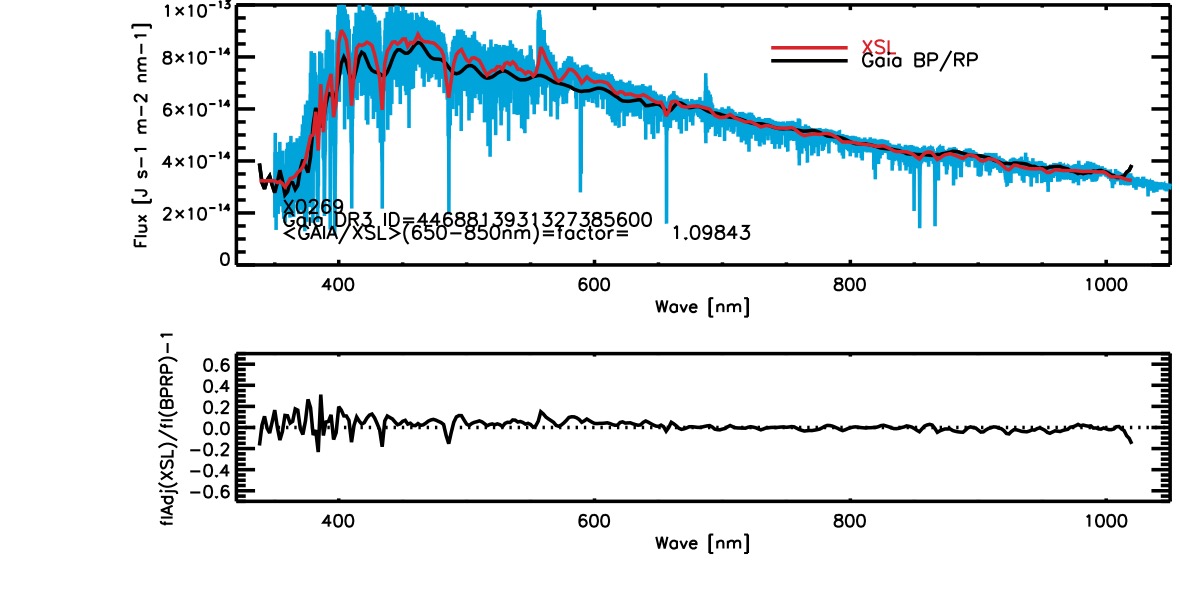 1×10−13
8×10−14
6×10−14
4×10−14
2×10−14
0
Flux [J s−1 m−2 nm−1]
XSL
Gaia BP/RP
X0269
Gaia DR3 ID=4468813931327385600
<GAIA/XSL>(650−850nm)=factor= 1.09843
400 600 800 1000
Wave [nm]
0.6
0.4
0.2
0.0
−0.2
−0.4
−0.6
flAdj(XSL)/fl(BPRP)−1
400 600 800 1000
Wave [nm]